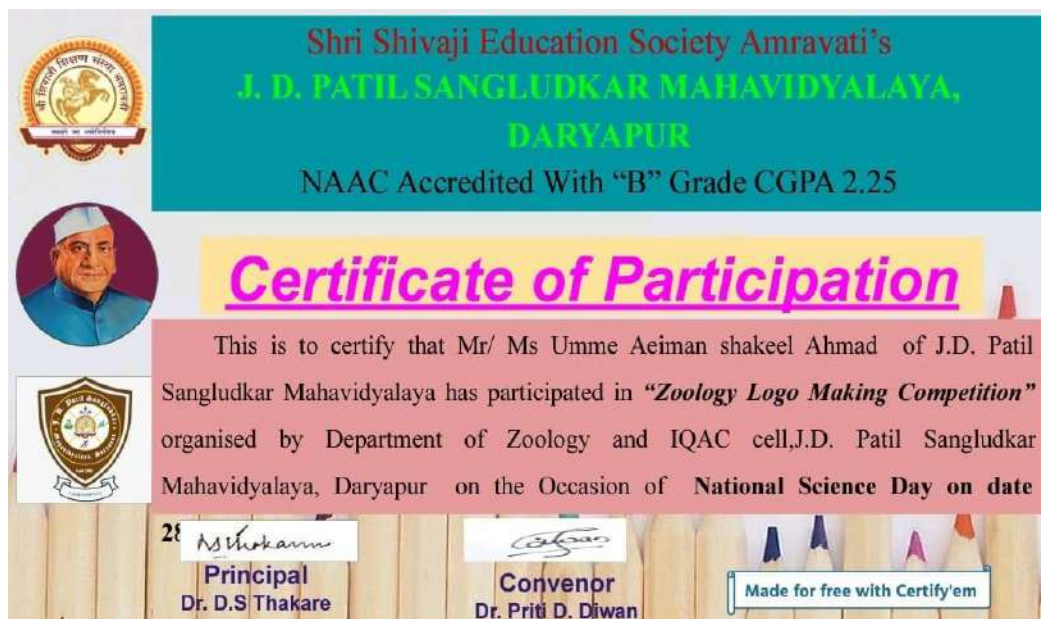 Shri Shivaji Education Society Amravati's
J. D. PATIL SANGLUDKAR MAHAVIDYALAYA,
DARYAPUR
NAAC Accredited With “B” Grade CGPA 2.25
Certificate of Participation
This is to certify that Mr/ Ms Umme Aeiman shakeel Ahmad of J.D. Patil
Sangludkar Mahavidyalaya has participated in “Zoology Logo Making Competition”
organised by Department of Zoology and IQAC cell,J.D. Patil Sangludkar
Mahavidyalaya, Daryapur on the Occasion of National Science Day on date
28
Principal
Dr. D.S Thakare
Convenor
Dr. Priti D. Diwan
Made for free with Certify'em
श्री शिवाजी शिक्षण संस्था अमरावती